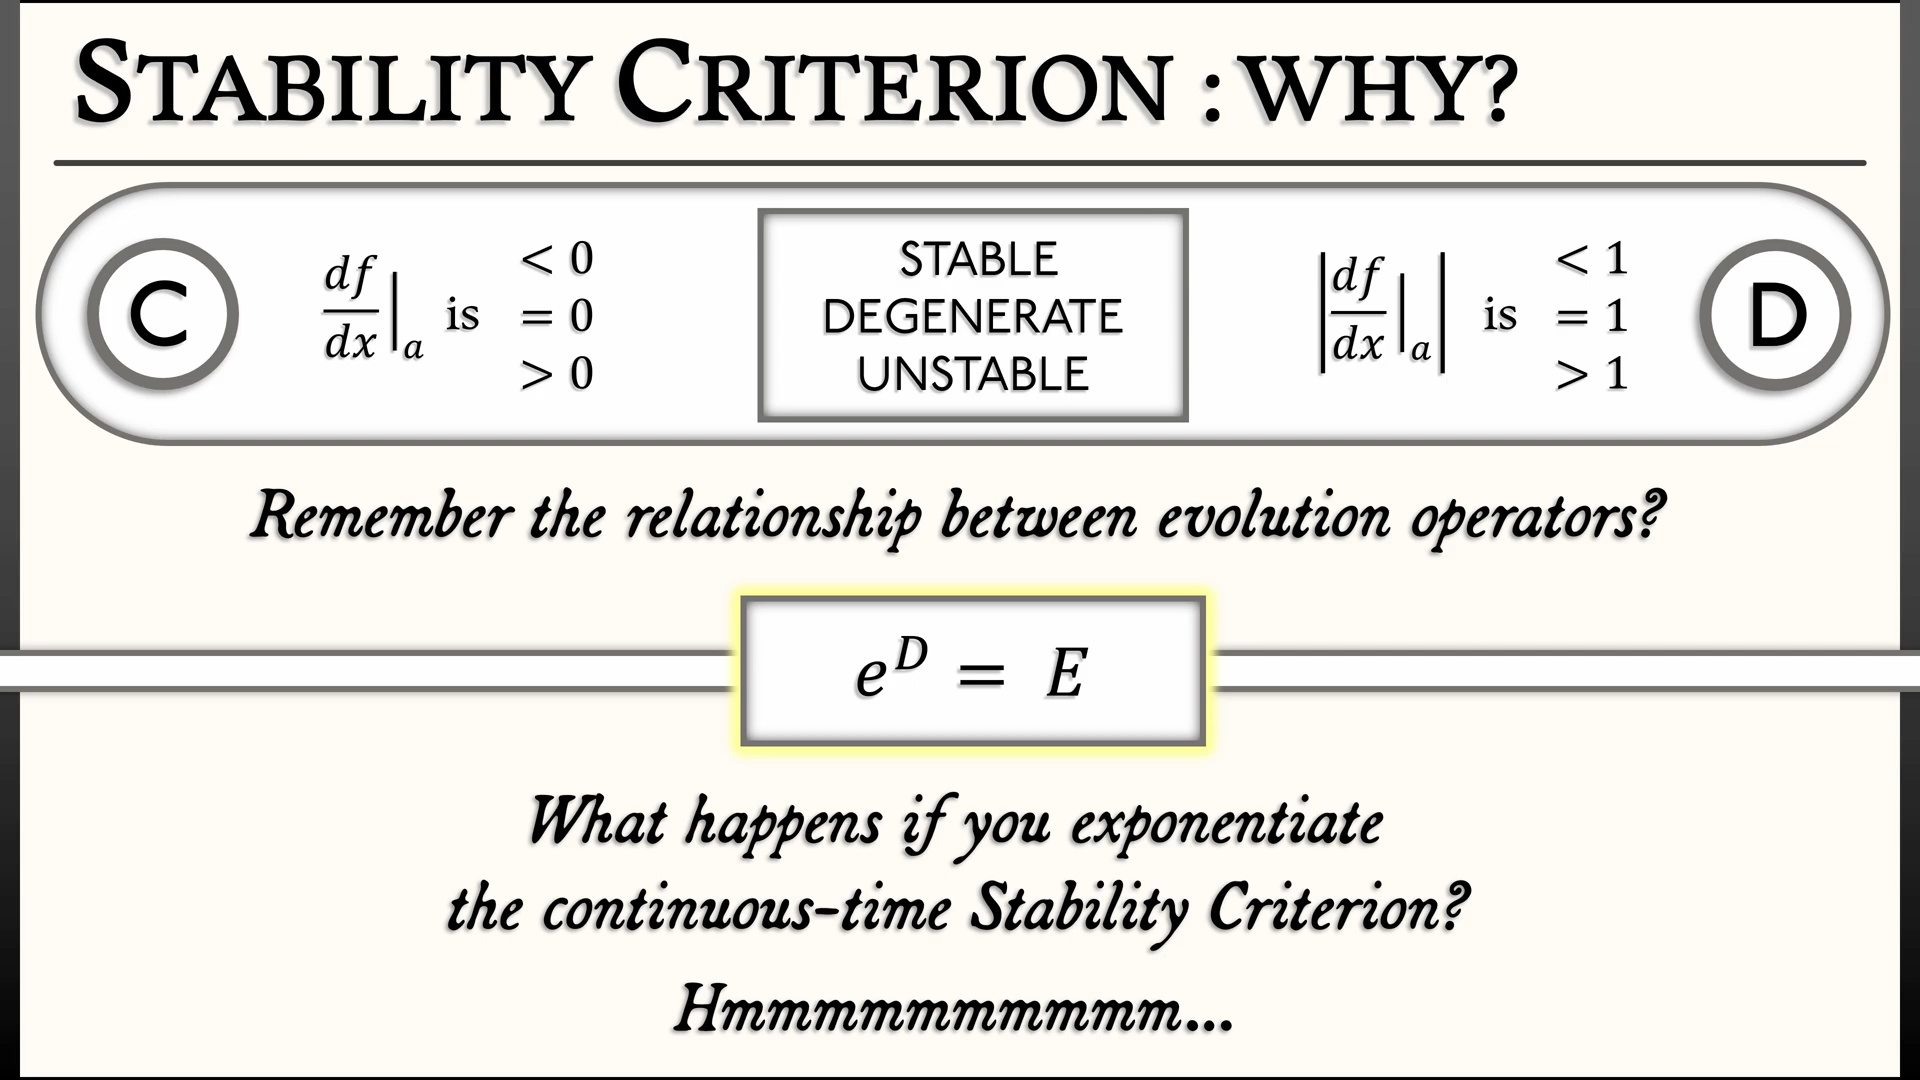 STABILITY CRITERION : WHY?
C df/dx|a is < 0 = 0 > 0
STABLE
DEGENERATE
UNSTABLE
|df/dx|a| is < 1 = 1 > 1 D
Remember the relationship between evolution operators?
e^D = E
What happens if you exponentiate
the continuous-time Stability Criterion?
Hmmmmmmmmmm...